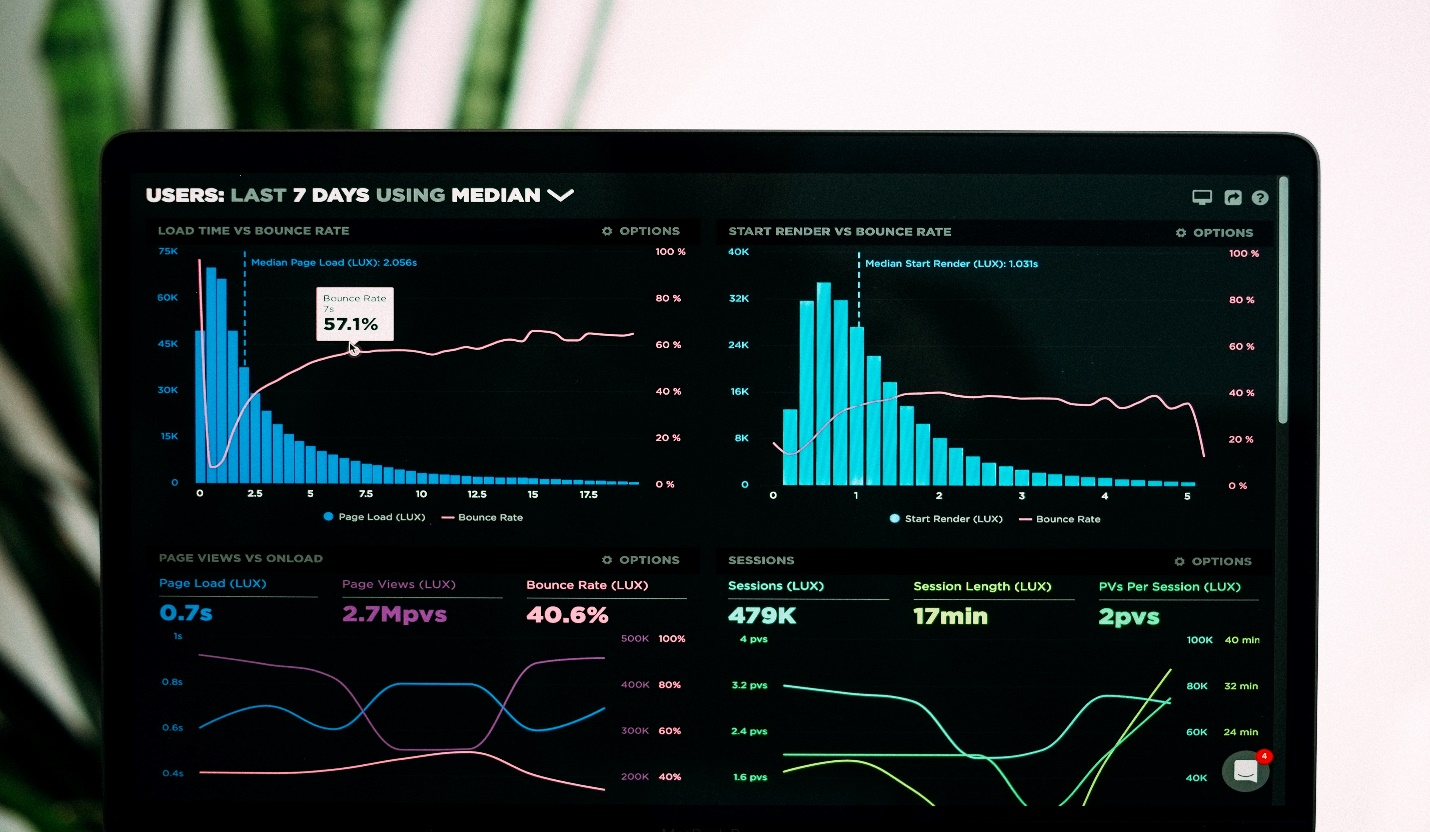 USERS: LAST 7 DAYS USING MEDIAN
LOAD TIME VS BOUNCE RATE
OPTIONS
75K
100 %
Median Page Load (LUX): 2.056s
60K
80 %
Bounce Rate
7s
57.1%
45K
60 %
30K
40 %
15K
20 %
0
0 %
0 2.5 5 7.5 10 12.5 15 17.5
Page Load (LUX) Bounce Rate
START RENDER VS BOUNCE RATE
OPTIONS
40K
100 %
Median Start Render (LUX): 1.031s
32K
80 %
24K
60 %
16K
40 %
8K
20 %
0
0 %
0 1 2 3 4 5
Start Render (LUX) Bounce Rate
PAGE VIEWS VS ONLOAD
OPTIONS
Page Load (LUX) Page Views (LUX) Bounce Rate (LUX)
0.7s 2.7Mpvs 40.6%
1s 500K 100%
0.8s 400K 80%
0.6s 300K 60%
0.4s 200K 40%
SESSIONS
OPTIONS
Sessions (LUX) Session Length (LUX) PVs Per Session (LUX)
479K 17min 2pvs
4 pvs 100K 40 min
3.2 pvs 80K 32 min
2.4 pvs 60K 24 min
1.6 pvs 40K
4